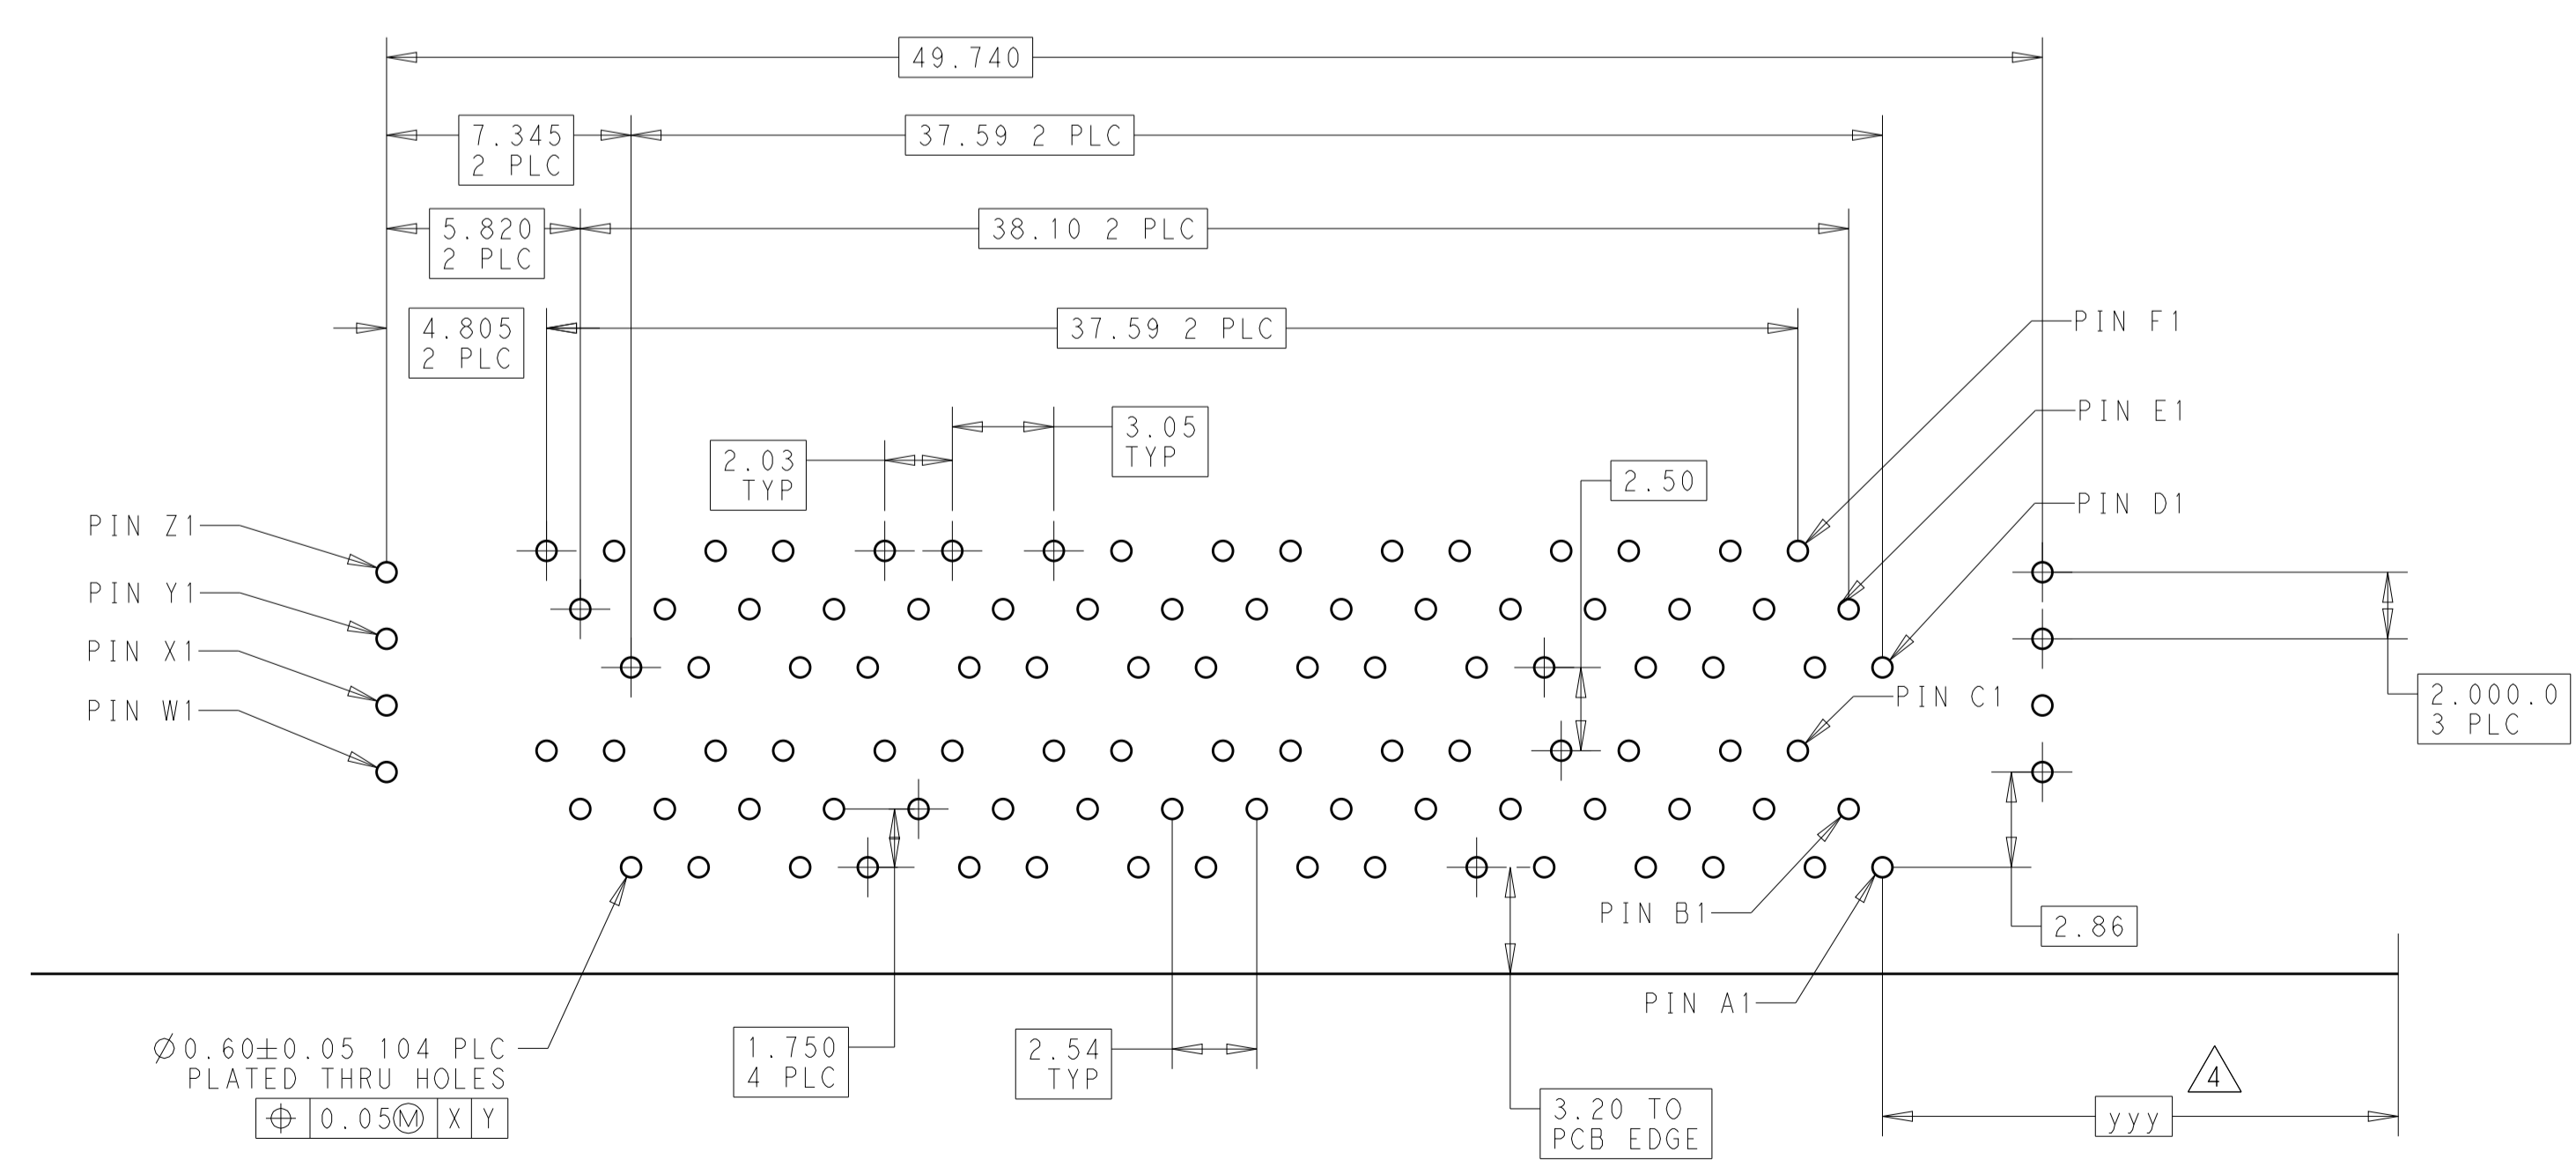 49.740
7.345
2 PLC
37.59 2 PLC
5.820
2 PLC
38.10 2 PLC
4.805
2 PLC
37.59 2 PLC
PIN F1
PIN E1
3.05
TYP
2.03
TYP
2.50
PIN D1
PIN Z1
PIN Y1
PIN X1
PIN W1
PIN C1
2.000.0
3 PLC
PIN B1
2.86
PIN A1
Ø0.60±0.05 104 PLC
PLATED THRU HOLES
⌖ 0.05Ⓜ X Y
1.750
4 PLC
2.54
TYP
3.20 TO
PCB EDGE
4
yyy